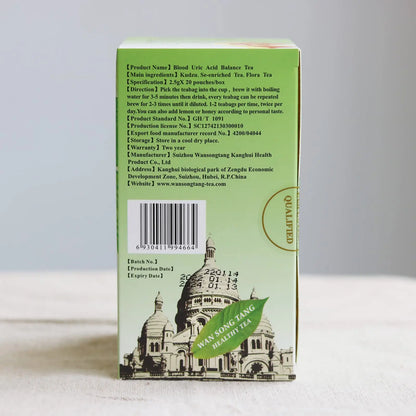 【Product Name】Blood Uric Acid Balance Tea
【Main ingredients】Kudzu, Se-enriched Tea, Flora Tea
【Specification】2.5gX 20 pouches/box
【Direction】Pick the teabag into the cup , brew it with boiling
water for 3-5 minutes then drink, every teabag can be repeated
brew for 2-3 times until it diluted. 1-2 teabags per time, twice per
day.You can also add lemon or honey according to personal taste.
【Product Standard No.】GH/T 1091
【Production license No.】SC12742130300010
【Export food manufacturer record No.】4200/04044
【Storage】Store in a cool dry place.
【Warranty】Two year
【Manufacturer】Suizhou Wansongtang Kanghui Health
Product Co., Ltd
【Address】Kanghui biological park of Zengdu Economic
Development Zone, Suizhou, Hubei, R.P.China
【Website】www.wansongtang-tea.com
QUALIFIED
6 930411 994664
【Batch No.】
220114
【Production Date】
2022.01.14
【Expiry Date】
2024.01.13
WAN SONG TANG
HEALTHY TEA